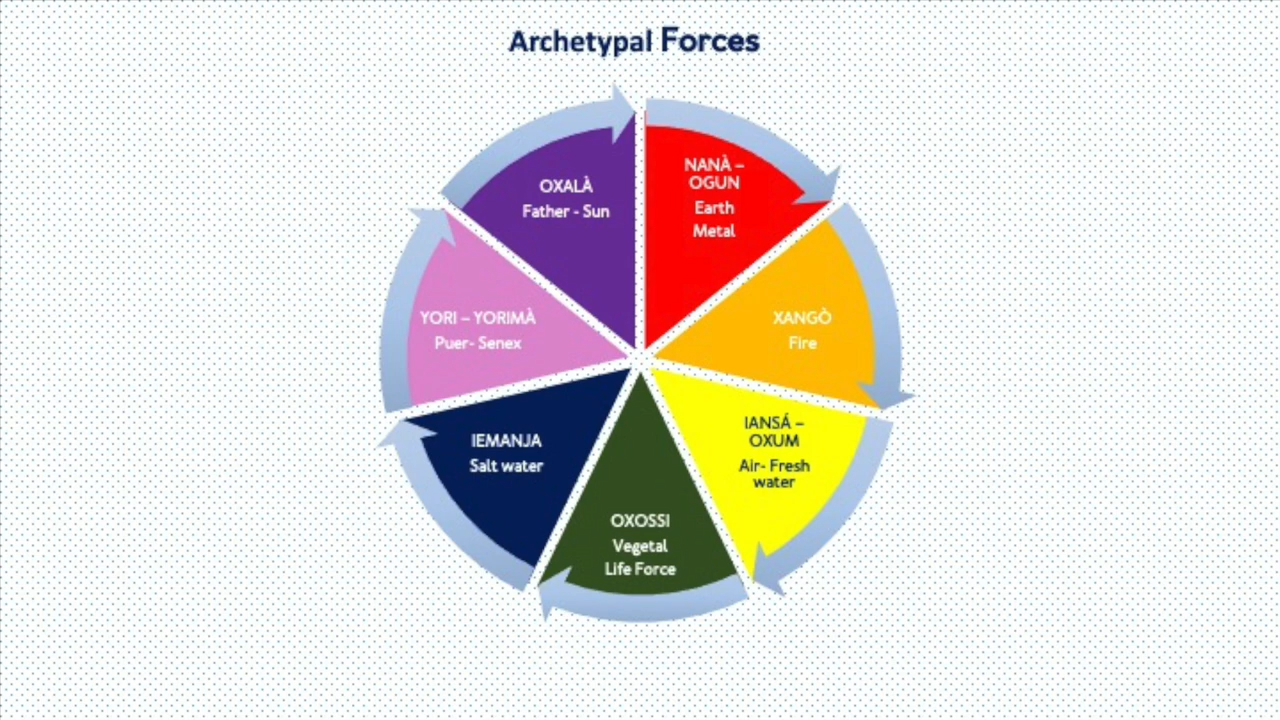 Archetypal Forces
NANÀ –
OGUN
Earth
Metal
XANGÒ
Fire
IANSÁ –
OXUM
Air- Fresh
water
OXOSSI
Vegetal
Life Force
IEMANJA
Salt water
YORI – YORIMÀ
Puer- Senex
OXALÀ
Father - Sun